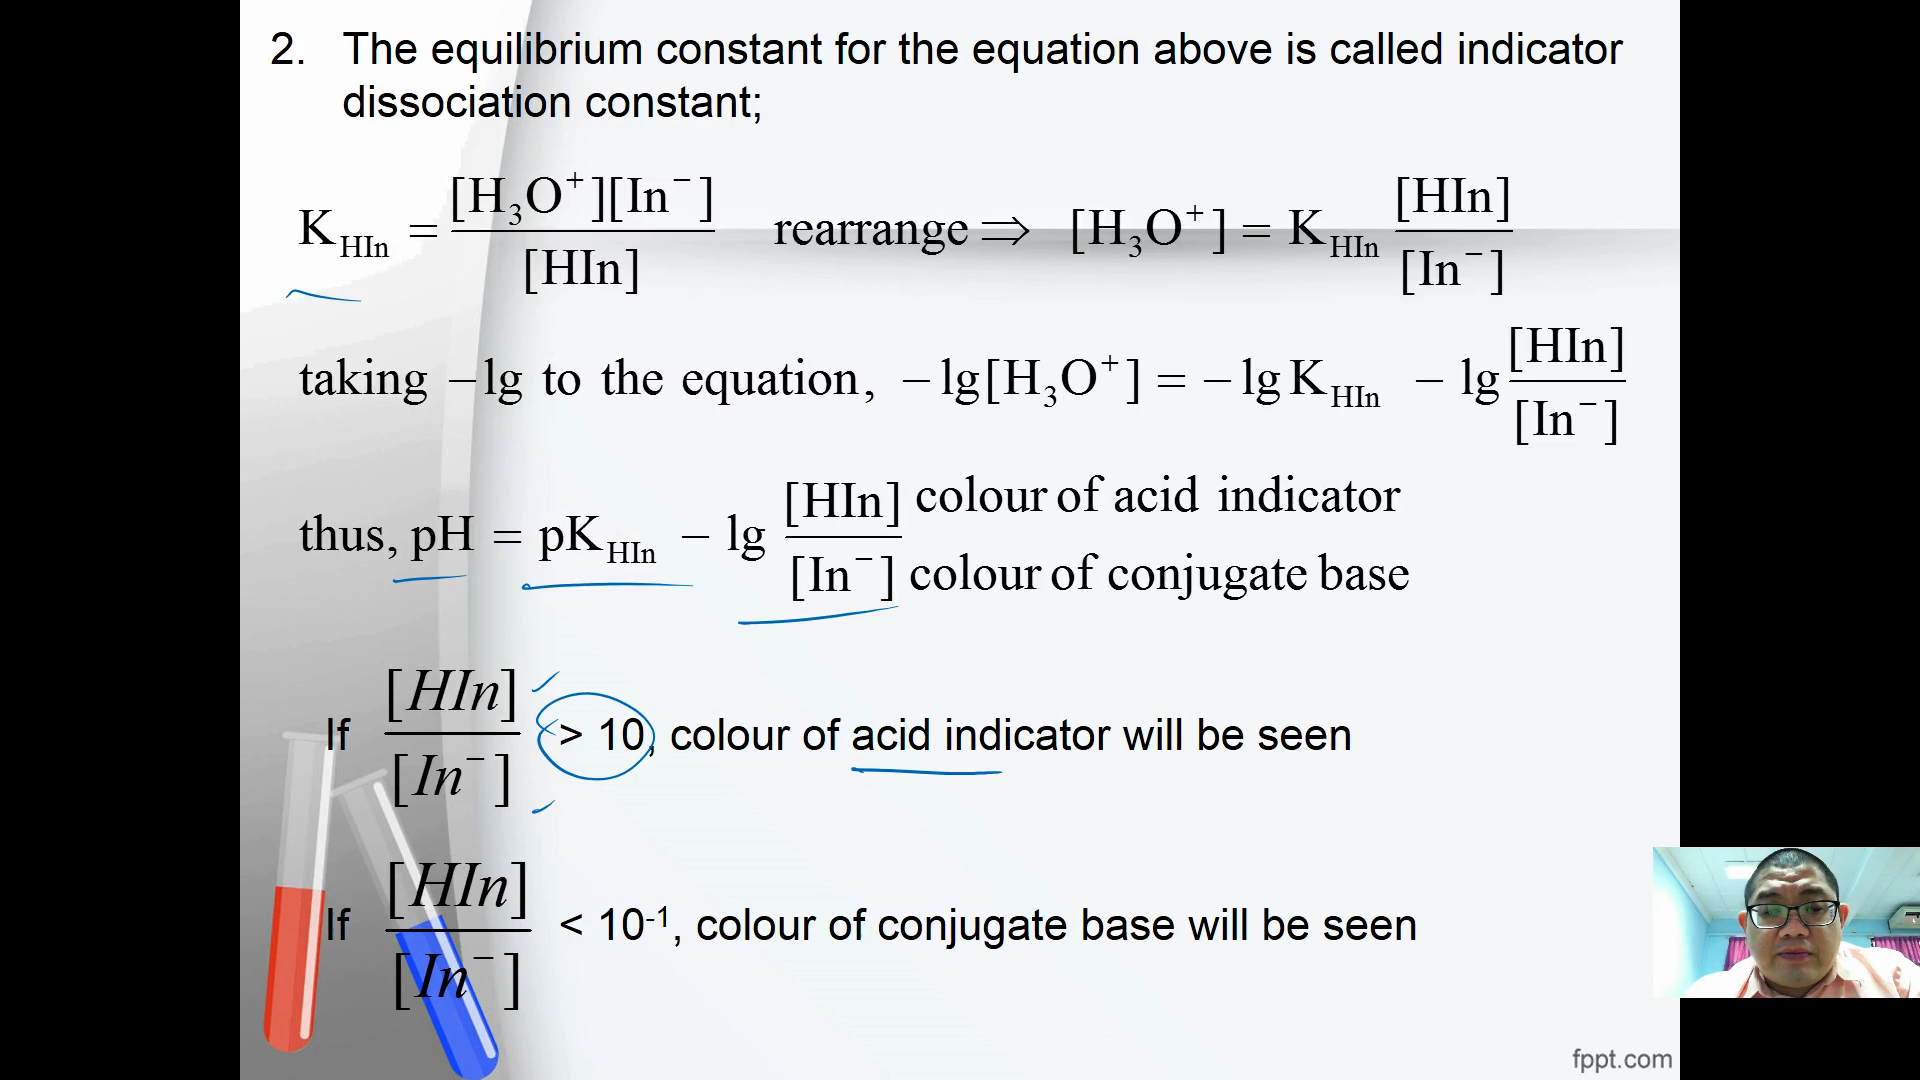 2. The equilibrium constant for the equation above is called indicator
dissociation constant;
K_HIn = [H₃O⁺][In⁻] / [HIn] rearrange ⇒ [H₃O⁺] = K_HIn [HIn] / [In⁻]
taking −lg to the equation, −lg[H₃O⁺] = −lg K_HIn − lg [HIn] / [In⁻]
thus, pH = pK_HIn − lg [HIn] / [In⁻] colour of acid indicator
colour of conjugate base
If [HIn] / [In⁻] > 10, colour of acid indicator will be seen
If [HIn] / [In⁻] < 10⁻¹, colour of conjugate base will be seen
fppt.com